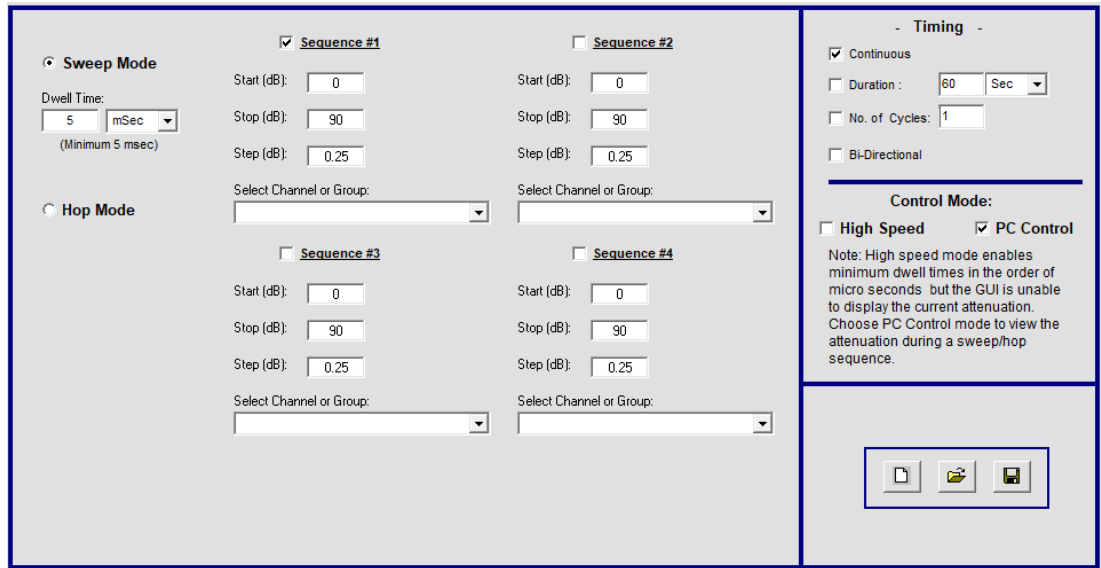 Sweep Mode
Dwell Time:
5 mSec
(Minimum 5 msec)
Hop Mode
Sequence #1
Start (dB): 0
Stop (dB): 90
Step (dB): 0.25
Select Channel or Group:
Sequence #2
Start (dB): 0
Stop (dB): 90
Step (dB): 0.25
Select Channel or Group:
Sequence #3
Start (dB): 0
Stop (dB): 90
Step (dB): 0.25
Select Channel or Group:
Sequence #4
Start (dB): 0
Stop (dB): 90
Step (dB): 0.25
Select Channel or Group:
- Timing -
Continuous
Duration : 60 Sec
No. of Cycles: 1
Bi-Directional
Control Mode:
High Speed PC Control
Note: High speed mode enables
minimum dwell times in the order of
micro seconds but the GUI is unable
to display the current attenuation.
Choose PC Control mode to view the
attenuation during a sweep/hop
sequence.